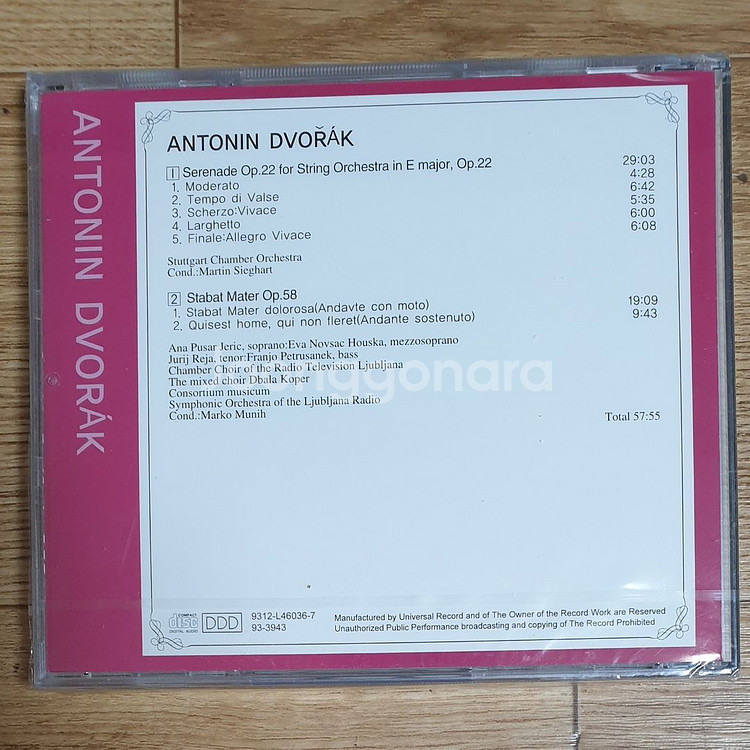 ANTONIN DVOŘÁK
ANTONIN DVOŘÁK
1 Serenade Op.22 for String Orchestra in E major, Op.22 29:03
1. Moderato 4:28
2. Tempo di Valse 6:42
3. Scherzo:Vivace 5:35
4. Larghetto 6:00
5. Finale:Allegro Vivace 6:08
Stuttgart Chamber Orchestra
Cond.:Martin Sieghart
2 Stabat Mater Op.58
1. Stabat Mater dolorosa(Andavte con moto) 19:09
2. Quisest home, qui non fleret(Andante sostenuto) 9:43
Ana Pusar Jeric, soprano:Eva Novsac Houska, mezzosoprano
Jurij Reja, tenor:Franjo Petrusanek, bass
Chamber Choir of the Radio Television Ljubljana
The mixed choir Dbala Koper
Consortium musicum
Symphonic Orchestra of the Ljubljana Radio
Cond.:Marko Munih Total 57:55
COMPACT
disc
DIGITAL AUDIO
DDD
9312-L46036-7
93-3943
Manufactured by Universal Record and of The Owner of the Record Work are Reserved
Unauthorized Public Performance broadcasting and copying of The Record Prohibited